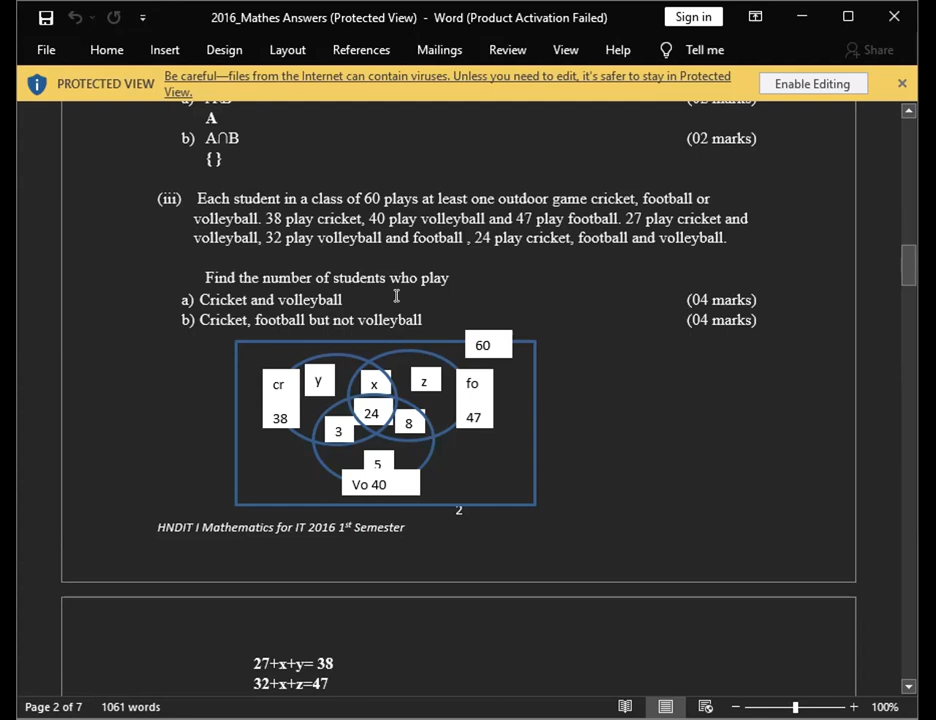 2016_Mathes Answers (Protected View) - Word (Product Activation Failed)
Sign in
File Home Insert Design Layout References Mailings Review View Help Tell me Share
PROTECTED VIEW Be careful—files from the Internet can contain viruses. Unless you need to edit, it's safer to stay in Protected
View.
Enable Editing
a) (02 marks)
A
b) A∩B (02 marks)
{ }
(iii) Each student in a class of 60 plays at least one outdoor game cricket, football or
volleyball. 38 play cricket, 40 play volleyball and 47 play football. 27 play cricket and
volleyball, 32 play volleyball and football , 24 play cricket, football and volleyball.
Find the number of students who play
a) Cricket and volleyball (04 marks)
b) Cricket, football but not volleyball (04 marks)
60
cr y x z fo
38 24 47
3 8
5
Vo 40
2
HNDIT I Mathematics for IT 2016 1st Semester
27+x+y= 38
32+x+z=47
Page 2 of 7 1061 words 100%